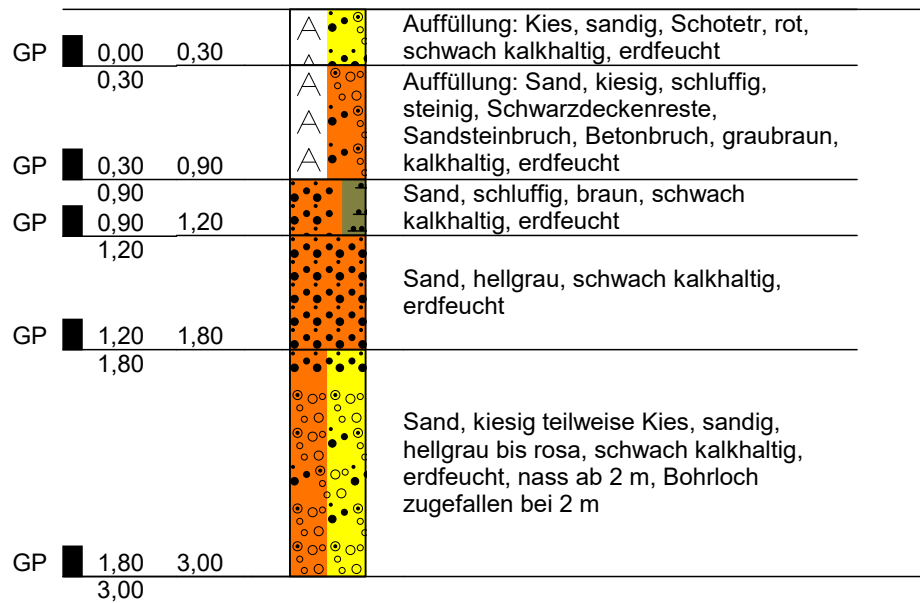 Auffüllung: Kies, sandig, Schotetr, rot,
GP 0,00 0,30 schwach kalkhaltig, erdfeucht
0,30
Auffüllung: Sand, kiesig, schluffig,
steinig, Schwarzdeckenreste,
Sandsteinbruch, Betonbruch, graubraun,
GP 0,30 0,90 kalkhaltig, erdfeucht
0,90
Sand, schluffig, braun, schwach
GP 0,90 1,20 kalkhaltig, erdfeucht
1,20
Sand, hellgrau, schwach kalkhaltig,
erdfeucht
GP 1,20 1,80
1,80
Sand, kiesig teilweise Kies, sandig,
hellgrau bis rosa, schwach kalkhaltig,
erdfeucht, nass ab 2 m, Bohrloch
zugefallen bei 2 m
GP 1,80 3,00
3,00
A
A
A
A
A